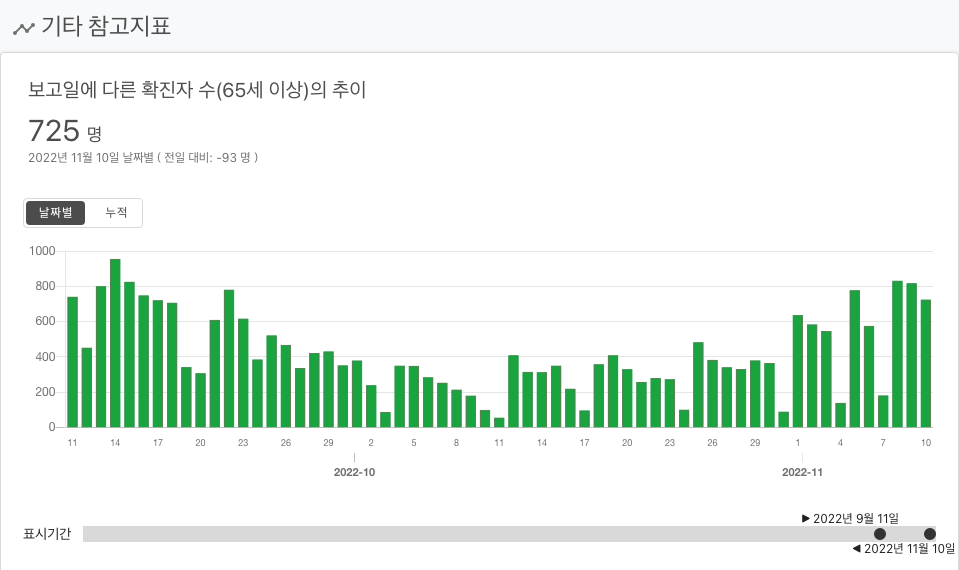 기타 참고지표
보고일에 다른 확진자 수(65세 이상)의 추이
725 명
2022년 11월 10일 날짜별 ( 전일 대비: -93 명 )
날짜별 누적
1000
800
600
400
200
0
11 14 17 20 23 26 29 2 5 8 11 14 17 20 23 26 29 1 4 7 10
2022-10 2022-11
▶ 2022년 9월 11일
표시기간
◀ 2022년 11월 10일